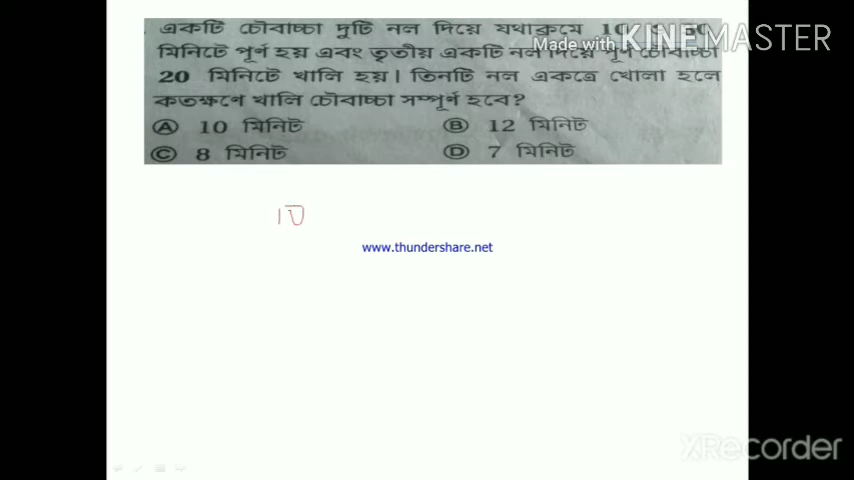 একটি চৌবাচ্চা দুটি নল দিয়ে যথাক্রমে
Made with KINEMASTER
মিনিটে পূর্ণ হয় এবং তৃতীয় একটি নল দিয়ে পূর্ণ চৌবাচ্চা
20 মিনিটে খালি হয়। তিনটি নল একত্রে খোলা হলে
কতক্ষণে খালি চৌবাচ্চা সম্পূর্ণ হবে?
Ⓐ 10 মিনিট Ⓑ 12 মিনিট
Ⓒ 8 মিনিট Ⓓ 7 মিনিট
10
www.thundershare.net
XRecorder